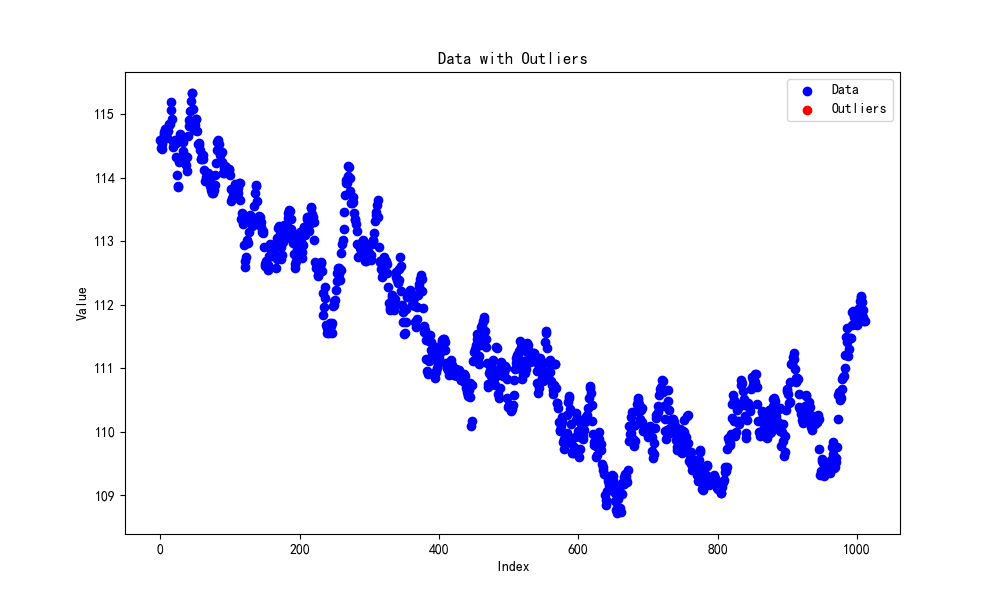 Data with Outliers
Data
Outliers
115
114
113
112
111
110
109
Value
0 200 400 600 800 1000
Index